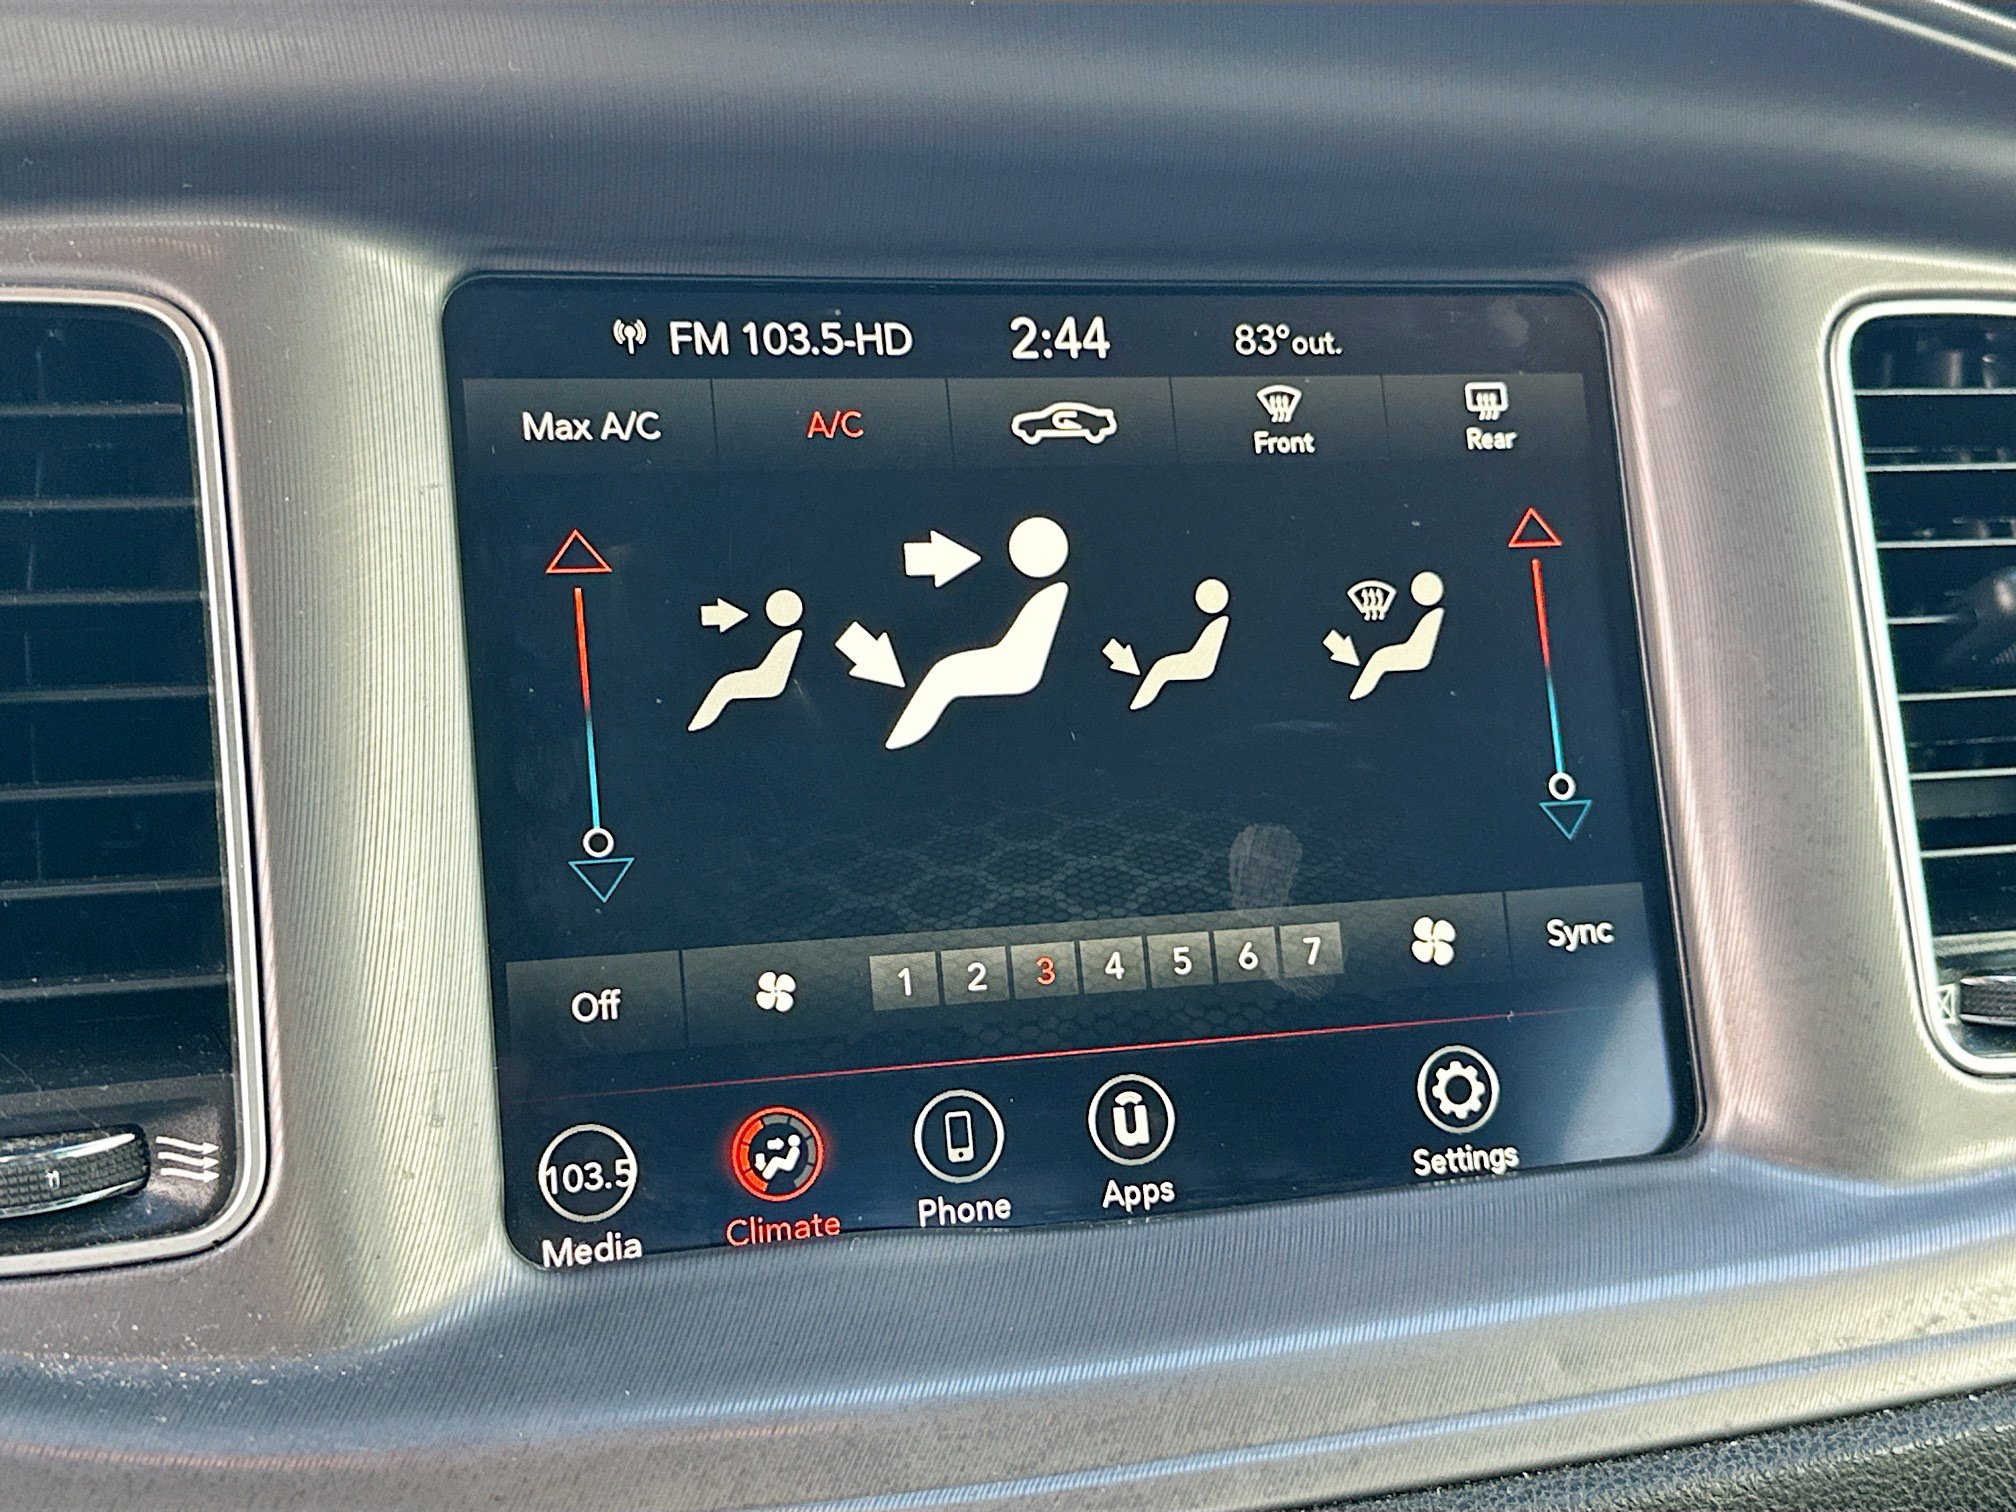 FM 103.5-HD 2:44 83° out.
Max A/C A/C Front Rear
Off 1 2 3 4 5 6 7 Sync
103.5
Media Climate Phone Apps Settings